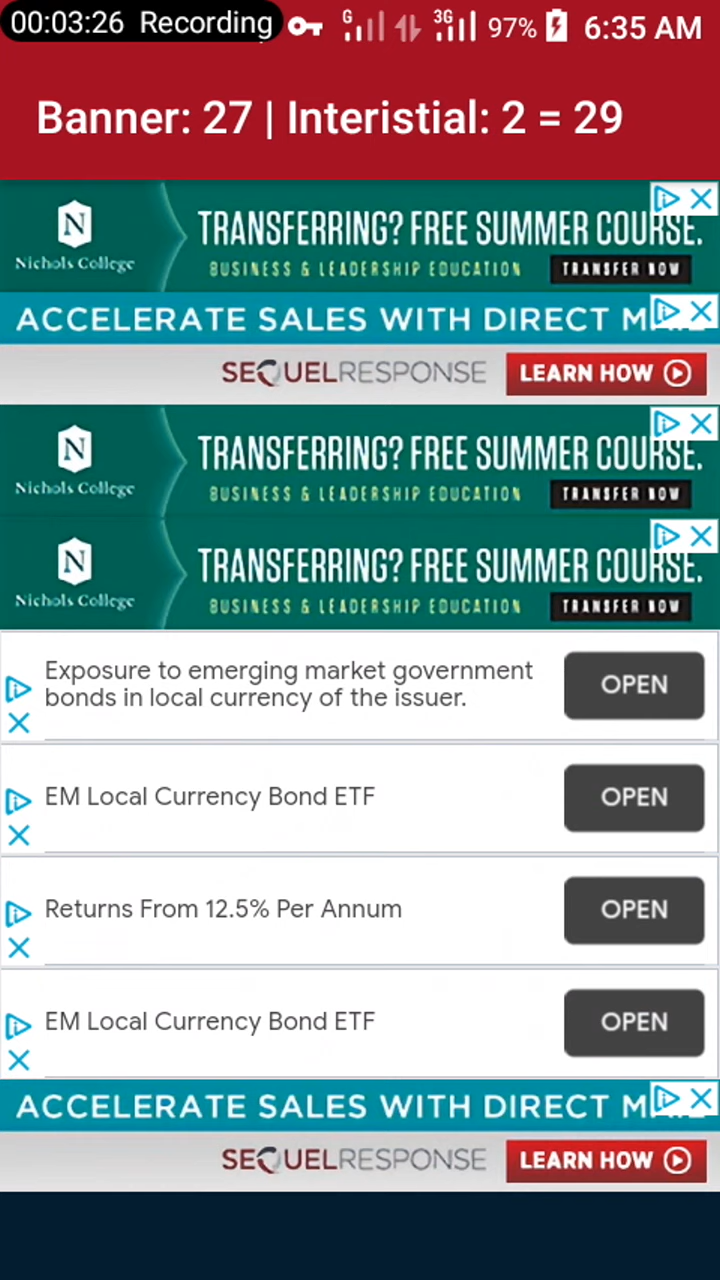 00:03:26 Recording G 3G 97% 6:35 AM
Banner: 27 | Interistial: 2 = 29
N
Nichols College
TRANSFERRING? FREE SUMMER COURSE.
BUSINESS & LEADERSHIP EDUCATION TRANSFER NOW
ACCELERATE SALES WITH DIRECT
SEQUELRESPONSE LEARN HOW
N
Nichols College
TRANSFERRING? FREE SUMMER COURSE.
BUSINESS & LEADERSHIP EDUCATION TRANSFER NOW
N
Nichols College
TRANSFERRING? FREE SUMMER COURSE.
BUSINESS & LEADERSHIP EDUCATION TRANSFER NOW
Exposure to emerging market government
bonds in local currency of the issuer.
OPEN
EM Local Currency Bond ETF OPEN
Returns From 12.5% Per Annum OPEN
EM Local Currency Bond ETF OPEN
ACCELERATE SALES WITH DIRECT
SEQUELRESPONSE LEARN HOW